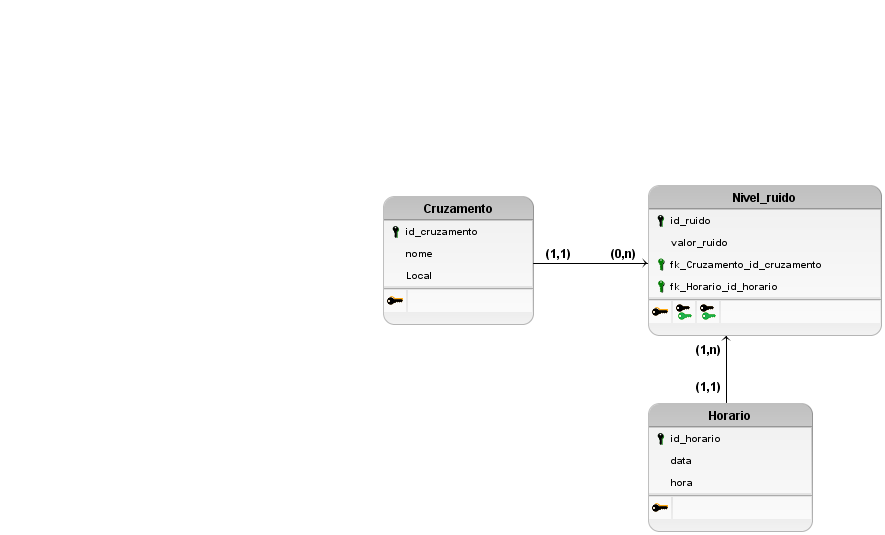 Cruzamento
id_cruzamento
nome
Local
(1,1)
(0,n)
Nivel_ruido
id_ruido
valor_ruido
fk_Cruzamento_id_cruzamento
fk_Horario_id_horario
(1,n)
(1,1)
Horario
id_horario
data
hora